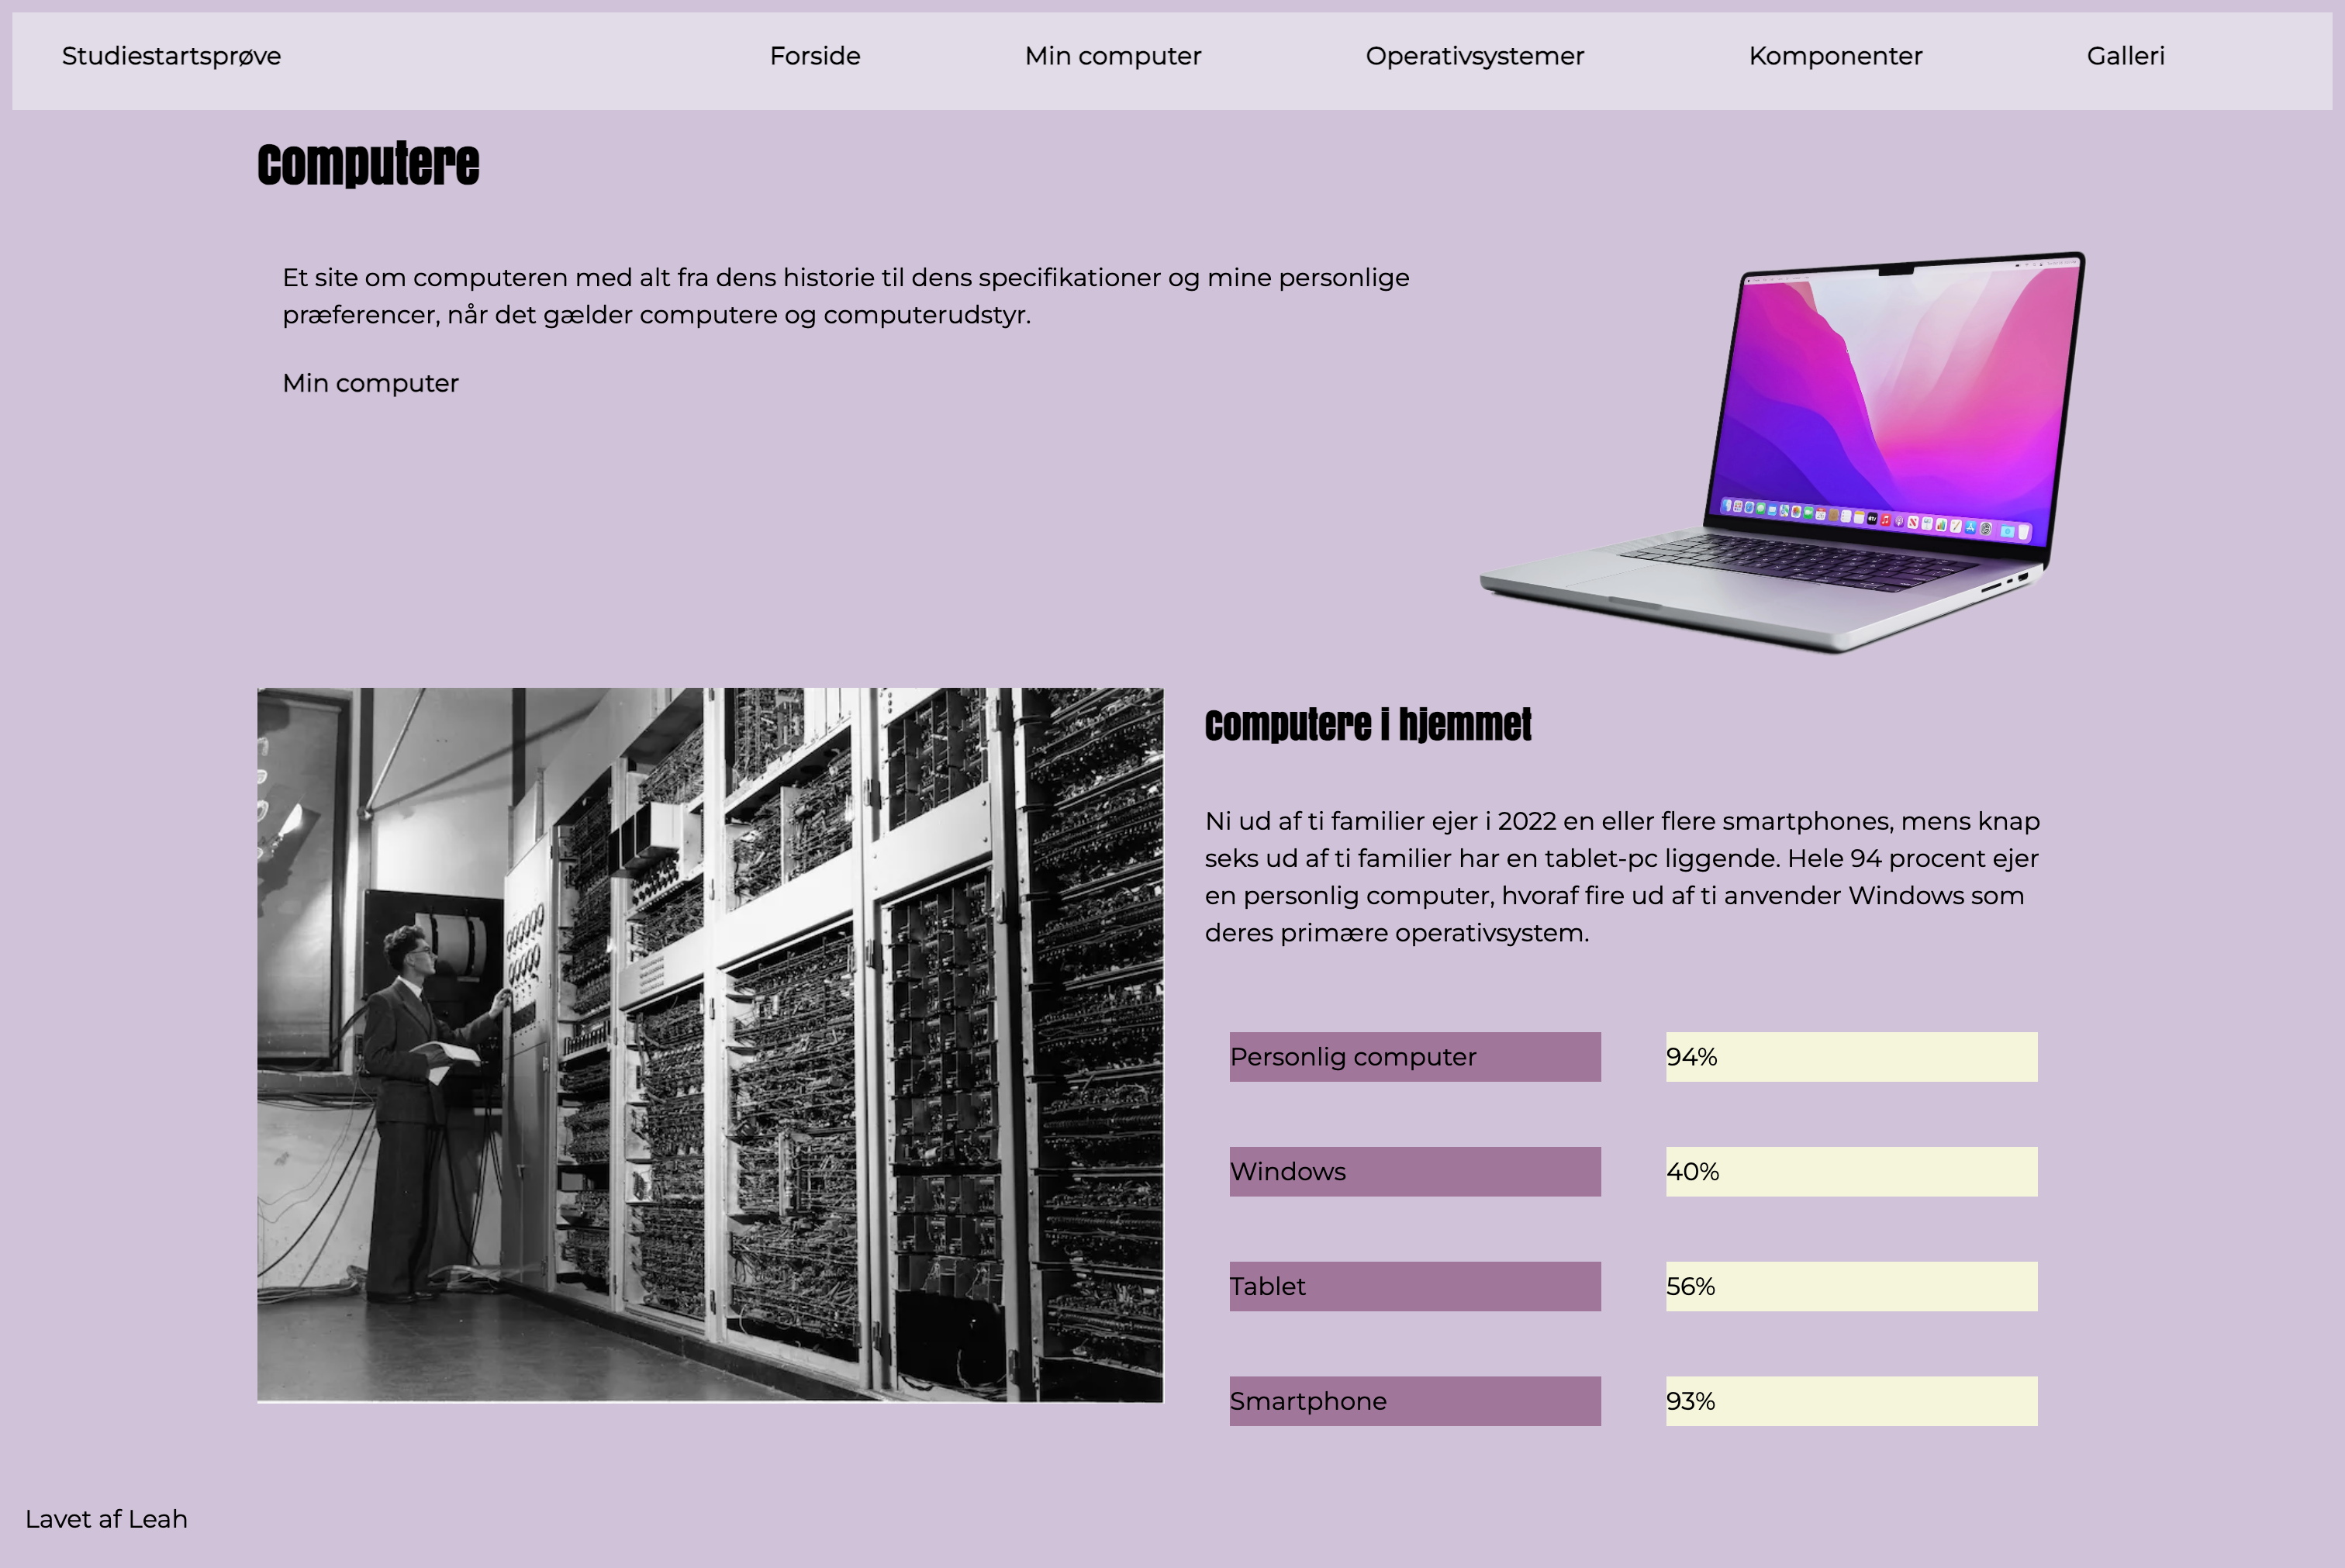 Studiestartsprøve Forside Min computer Operativsystemer Komponenter Galleri
Computere
Et site om computeren med alt fra dens historie til dens specifikationer og mine personlige
præferencer, når det gælder computere og computerudstyr.
Min computer
Computere i hjemmet
Ni ud af ti familier ejer i 2022 en eller flere smartphones, mens knap
seks ud af ti familier har en tablet-pc liggende. Hele 94 procent ejer
en personlig computer, hvoraf fire ud af ti anvender Windows som
deres primære operativsystem.
Personlig computer 94%
Windows 40%
Tablet 56%
Smartphone 93%
Lavet af Leah